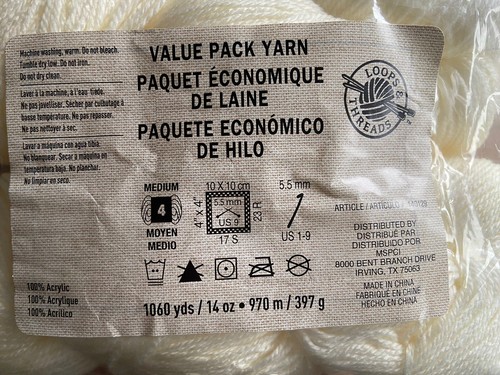 Machine washing, warm. Do not bleach.
Tumble dry low. Do not iron.
Do not dry clean.
Laver à la machine, à l'eau tiède.
Ne pas javelliser. Sécher par culbutage à
basse température. Ne pas repasser.
Ne pas nettoyer à sec.
Lavar a máquina con agua tibia.
No blanquear. Secar a máquina en
temperatura bajo. No planchar.
No limpiar en seco.
VALUE PACK YARN
PAQUET ÉCONOMIQUE
DE LAINE
PAQUETE ECONÓMICO
DE HILO
LOOPS &
THREADS™
MEDIUM
4
MOYEN
MEDIO
10 X 10 cm
4" X 4"
5.5 mm
US 9
23 R
17 S
5.5 mm
US 1-9
ARTICLE / ARTÍCULO
DISTRIBUTED BY
DISTRIBUÉ PAR
DISTRIBUIDO POR
MSPCI
8000 BENT BRANCH DRIVE
IRVING, TX 75063
MADE IN CHINA
FABRIQUÉ EN CHINE
HECHO EN CHINA
100% Acrylic
100% Acrylique
100% Acrílico
1060 yds / 14 oz • 970 m / 397 g